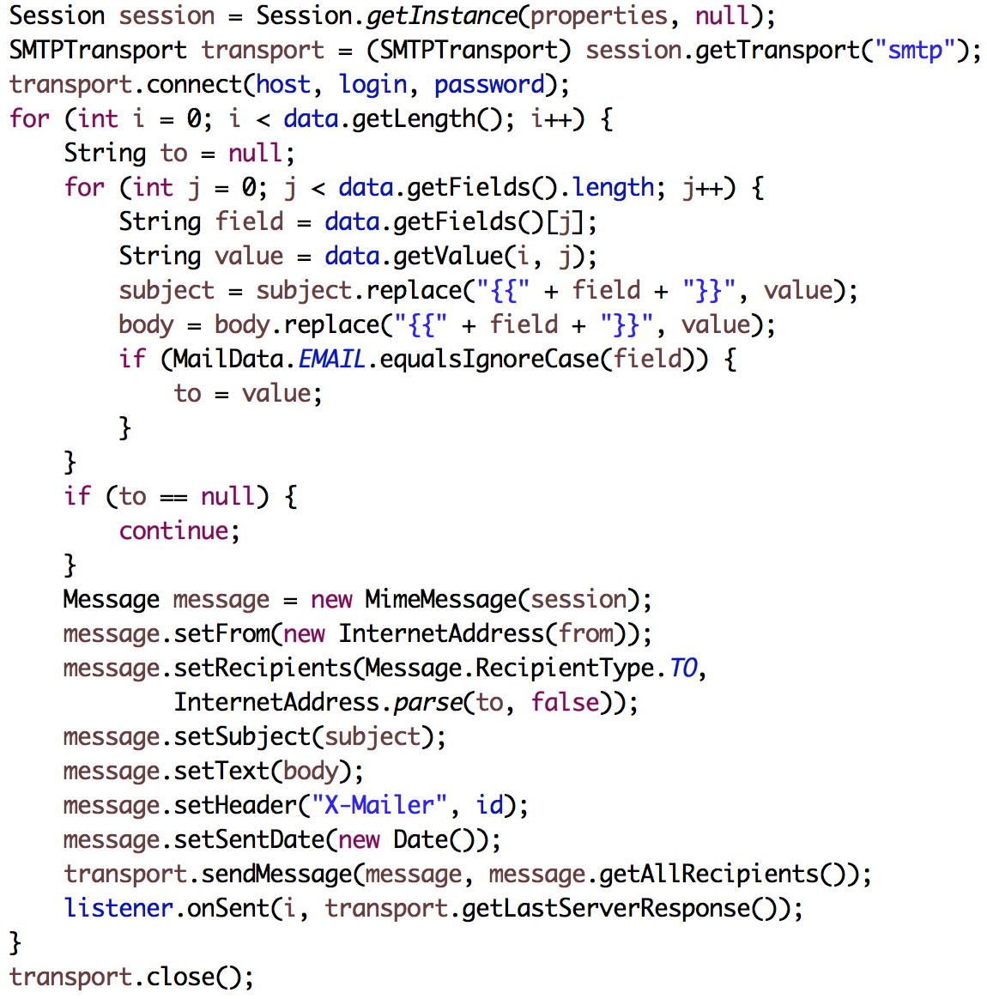 Session session = Session.getInstance(properties, null);
SMTPTransport transport = (SMTPTransport) session.getTransport("smtp");
transport.connect(host, login, password);
for (int i = 0; i < data.getLength(); i++) {
    String to = null;
    for (int j = 0; j < data.getFields().length; j++) {
        String field = data.getFields()[j];
        String value = data.getValue(i, j);
        subject = subject.replace("{{" + field + "}}", value);
        body = body.replace("{{" + field + "}}", value);
        if (MailData.EMAIL.equalsIgnoreCase(field)) {
            to = value;
        }
    }
    if (to == null) {
        continue;
    }
    Message message = new MimeMessage(session);
    message.setFrom(new InternetAddress(from));
    message.setRecipients(Message.RecipientType.TO,
            InternetAddress.parse(to, false));
    message.setSubject(subject);
    message.setText(body);
    message.setHeader("X-Mailer", id);
    message.setSentDate(new Date());
    transport.sendMessage(message, message.getAllRecipients());
    listener.onSent(i, transport.getLastServerResponse());
}
transport.close();